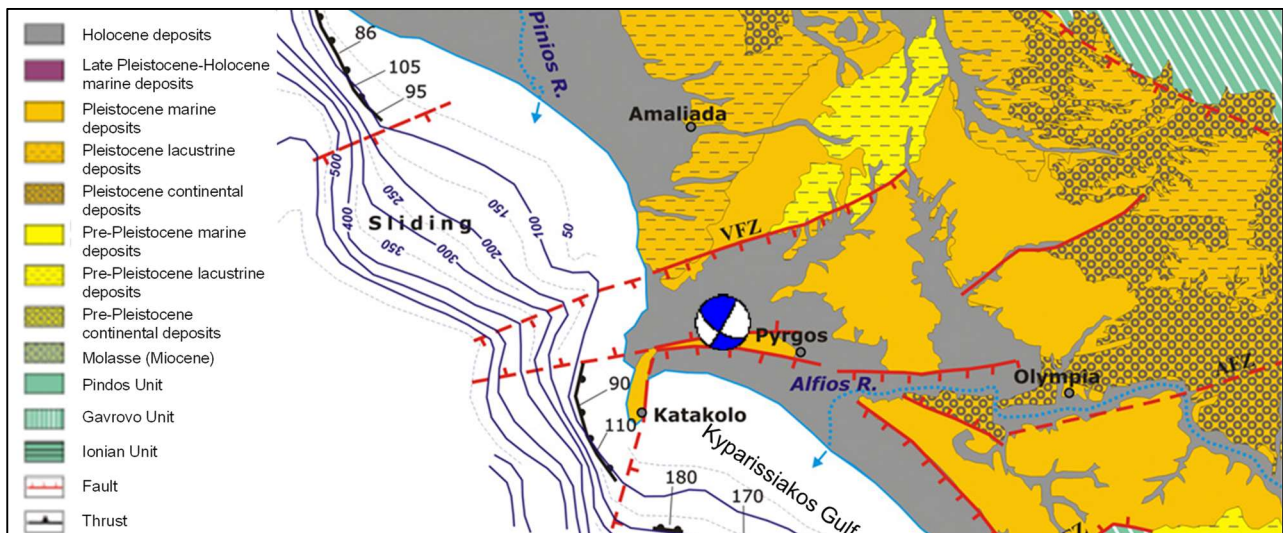 Holocene deposits
Late Pleistocene-Holocene
marine deposits
Pleistocene marine
deposits
Pleistocene lacustrine
deposits
Pleistocene continental
deposits
Pre-Pleistocene marine
deposits
Pre-Pleistocene lacustrine
deposits
Pre-Pleistocene
continental deposits
Molasse (Miocene)
Pindos Unit
Gavrovo Unit
Ionian Unit
Fault
Thrust
86
105
95
Pinios R.
Amaliada
500
400
350
250
300
200
150
100
50
Sliding
VFZ
Pyrgos
Alfios R.
Olympia
AFZ
90
Katakolo
110
Kyparissiakos Gulf
180
170